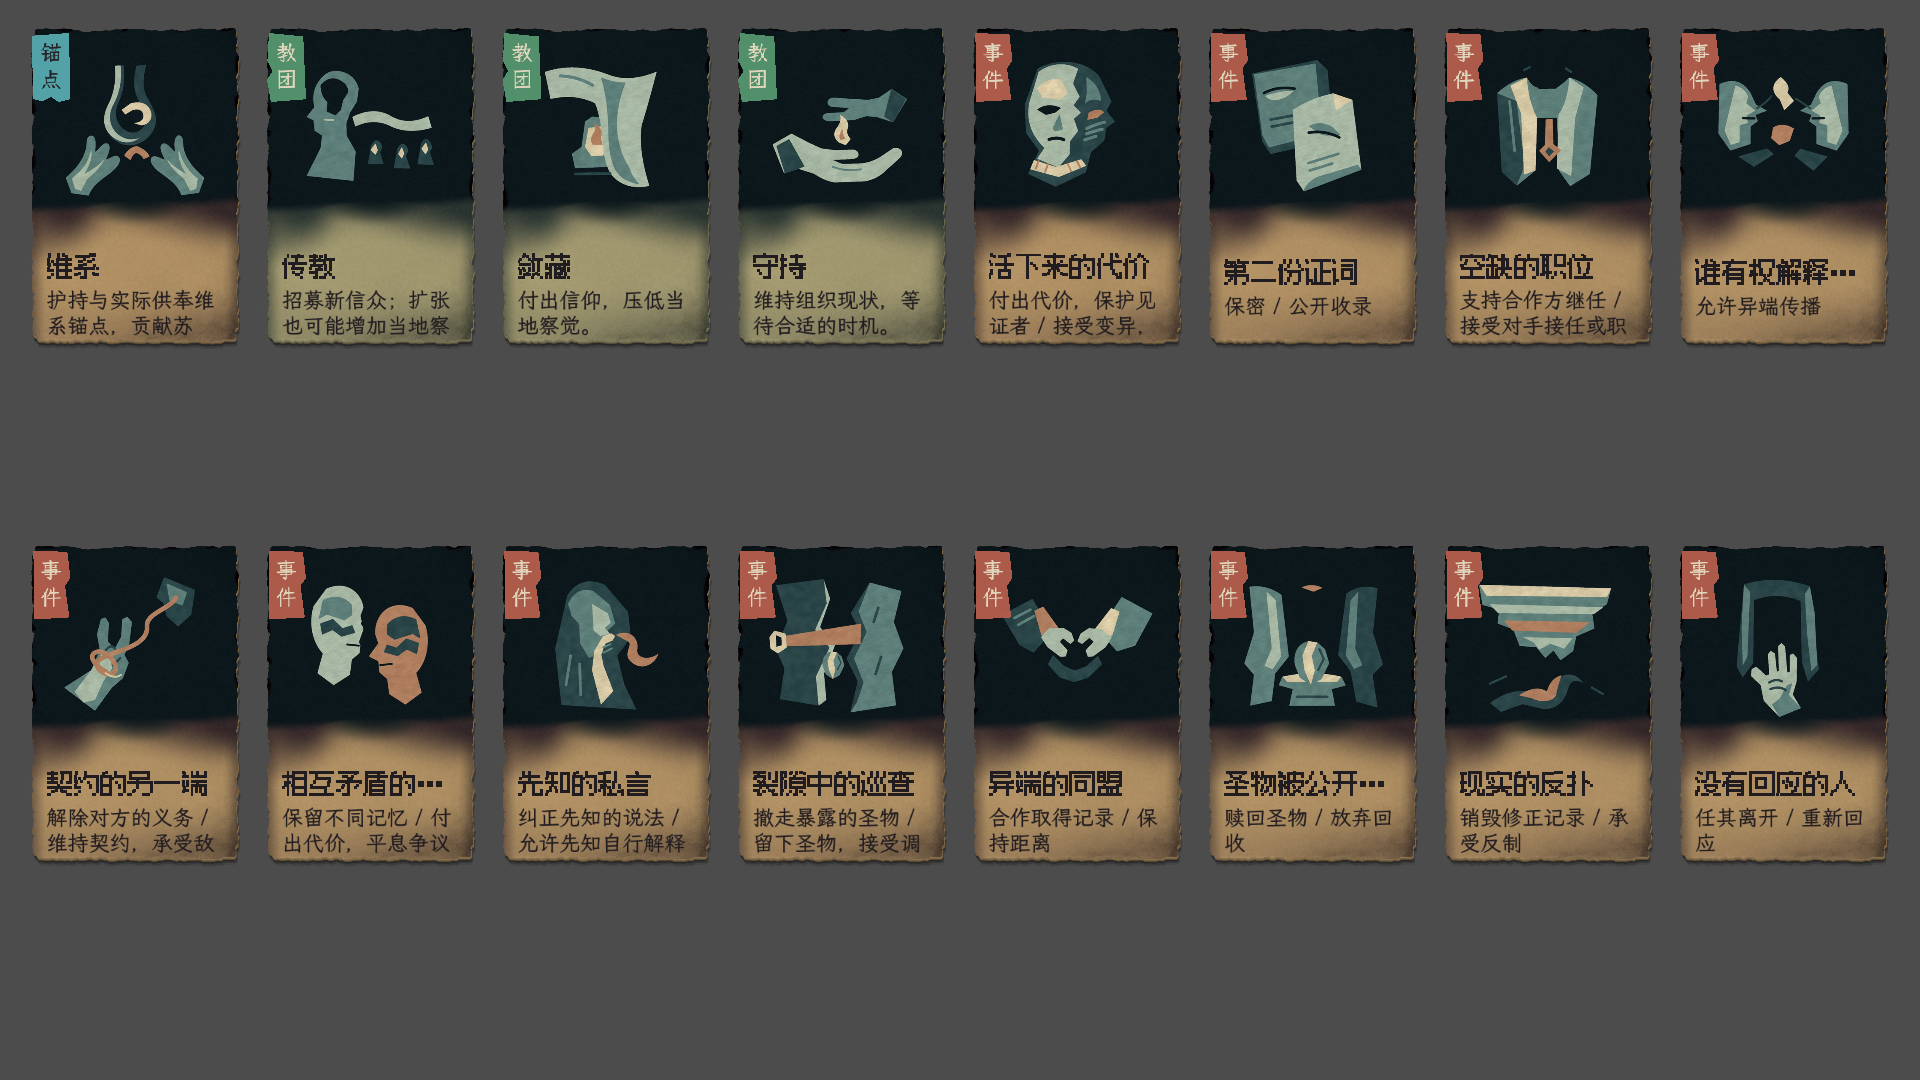 锚点
维系
护持与实际供奉维
系锚点，贡献苏
教团
传教
招募新信众；扩张
也可能增加当地察
教团
敛藏
付出信仰，压低当
地察觉。
教团
守持
维持组织现状，等
待合适的时机。
事件
活下来的代价
付出代价，保护见
证者 / 接受变异，
事件
第二份证词
保密 / 公开收录
事件
空缺的职位
支持合作方继任 /
接受对手接任或职
事件
谁有权解释…
允许异端传播
事件
契约的另一端
解除对方的义务 /
维持契约，承受敌
事件
相互矛盾的…
保留不同记忆 / 付
出代价，平息争议
事件
先知的私言
纠正先知的说法 /
允许先知自行解释
事件
裂隙中的巡查
撤走暴露的圣物 /
留下圣物，接受调
事件
异端的同盟
合作取得记录 / 保
持距离
事件
圣物被公开…
赎回圣物 / 放弃回
收
事件
现实的反扑
销毁修正记录 / 承
受反制
事件
没有回应的人
任其离开 / 重新回
应